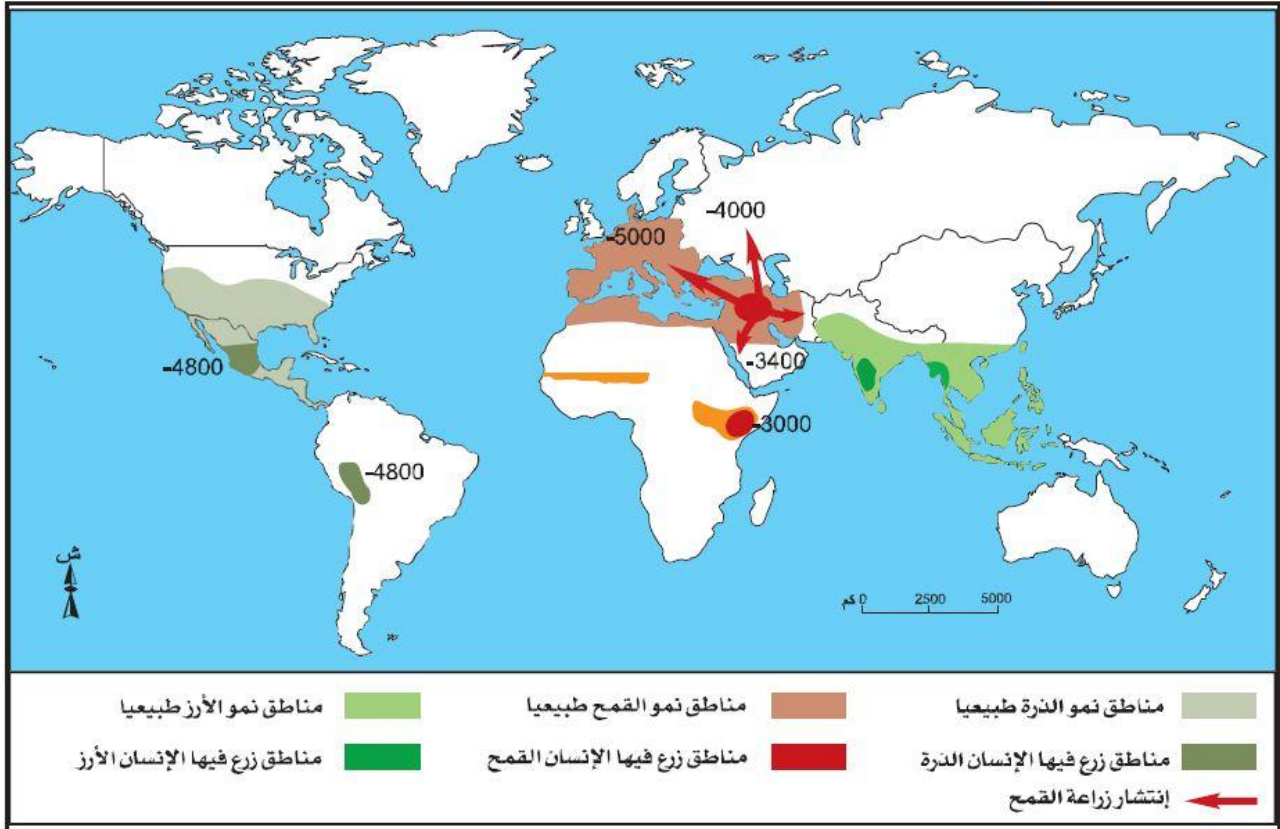 -4000
-5000
-4800
-3400
-3000
-4800
ش
كم 0 2500 5000
مناطق نمو الذرة طبيعيا
مناطق نمو القمح طبيعيا
مناطق نمو الأرز طبيعيا
مناطق زرع فيها الإنسان الذرة
مناطق زرع فيها الإنسان القمح
مناطق زرع فيها الإنسان الأرز
إنتشار زراعة القمح